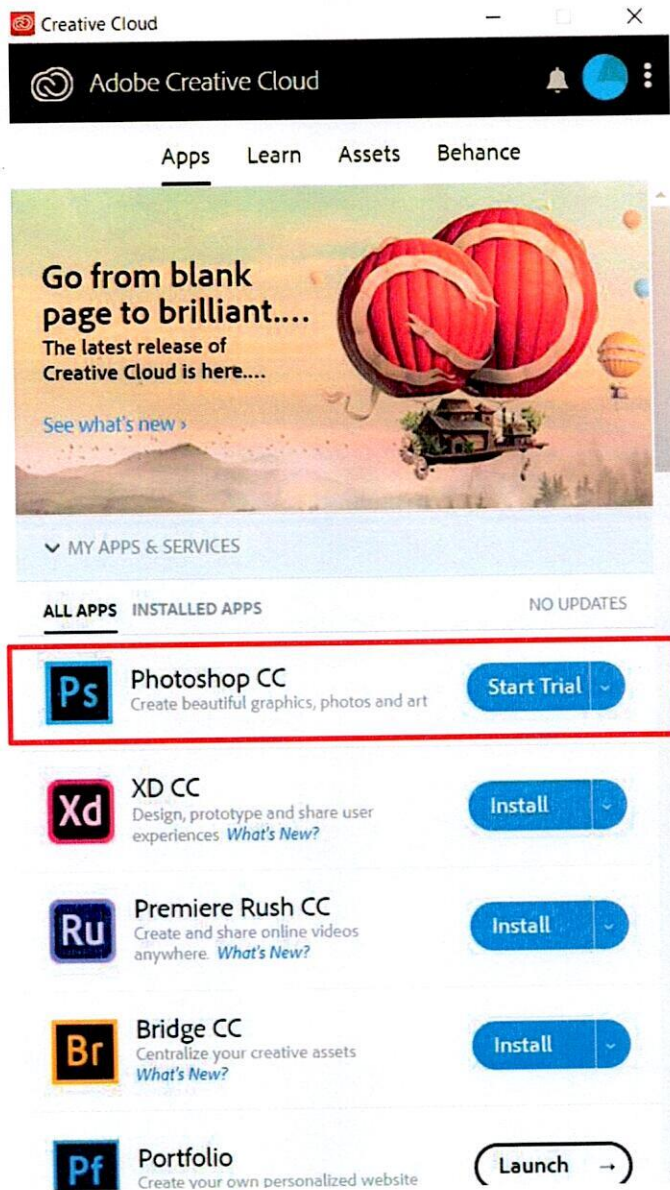 Creative Cloud
Adobe Creative Cloud
Apps Learn Assets Behance
Go from blank
page to brilliant....
The latest release of
Creative Cloud is here....
See what's new ›
MY APPS & SERVICES
ALL APPS INSTALLED APPS NO UPDATES
Ps
Photoshop CC
Create beautiful graphics, photos and art
Start Trial
Xd
XD CC
Design, prototype and share user
experiences What's New?
Install
Ru
Premiere Rush CC
Create and share online videos
anywhere. What's New?
Install
Br
Bridge CC
Centralize your creative assets
What's New?
Install
Pf
Portfolio
Create your own personalized website
Launch →